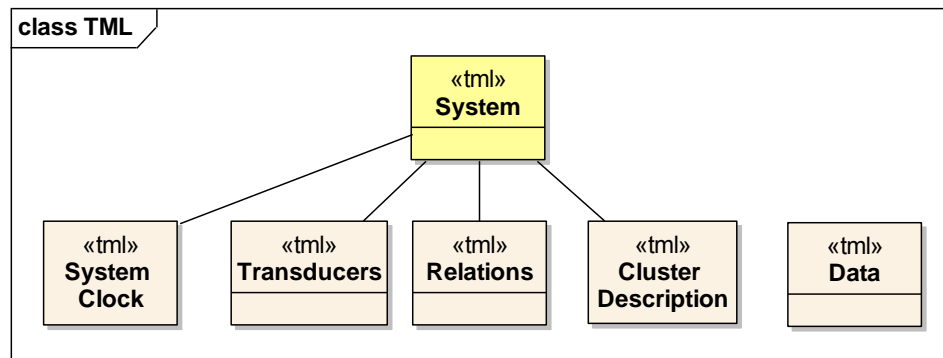 class TML
«tml»
System
«tml»
System
Clock
«tml»
Transducers
«tml»
Relations
«tml»
Cluster
Description
«tml»
Data